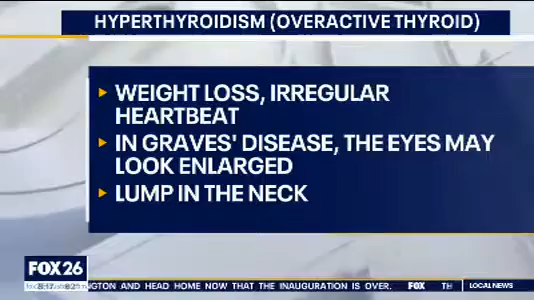 HYPERTHYROIDISM (OVERACTIVE THYROID)
WEIGHT LOSS, IRREGULAR
HEARTBEAT
IN GRAVES' DISEASE, THE EYES MAY
LOOK ENLARGED
LUMP IN THE NECK
FOX 26
NGTON AND HEAD HOME NOW THAT THE INAUGURATION IS OVER. FOX TH LOCAL NEWS